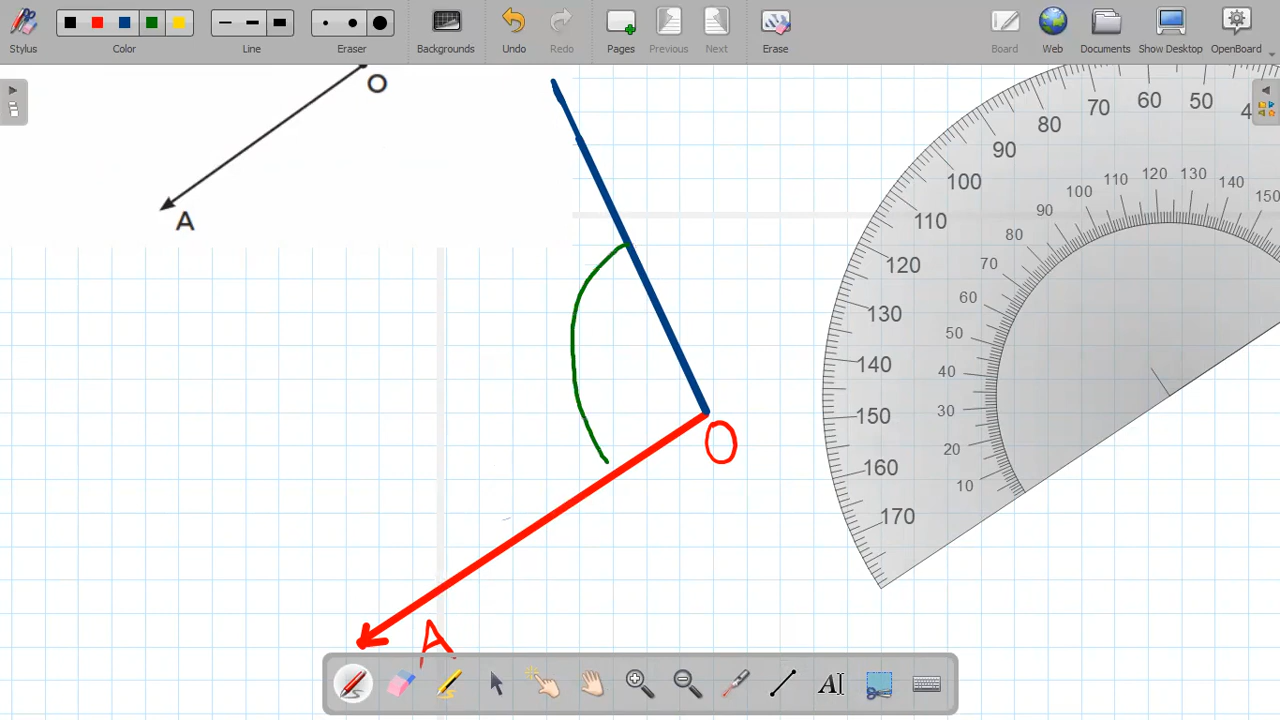 Stylus Color Line Eraser Backgrounds Undo Redo Pages Previous Next Erase Board Web Documents Show Desktop OpenBoard
O
A
170 160 150 140 130 120 110 100 90 80 70 60 50 4
10 20 30 40 50 60 70 80 90 100 110 120 130 140 150
O
A
AI